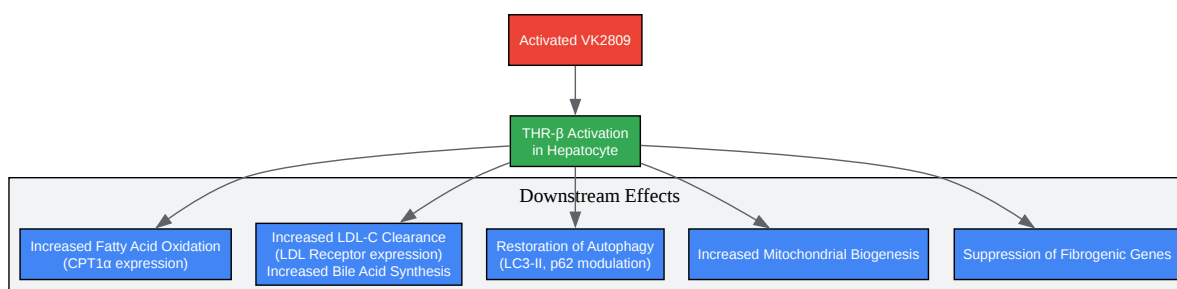 Activated VK2809
THR-β Activation
in Hepatocyte
Downstream Effects
Increased Fatty Acid Oxidation
(CPT1α expression)
Increased LDL-C Clearance
(LDL Receptor expression)
Increased Bile Acid Synthesis
Restoration of Autophagy
(LC3-II, p62 modulation)
Increased Mitochondrial Biogenesis
Suppression of Fibrogenic Genes